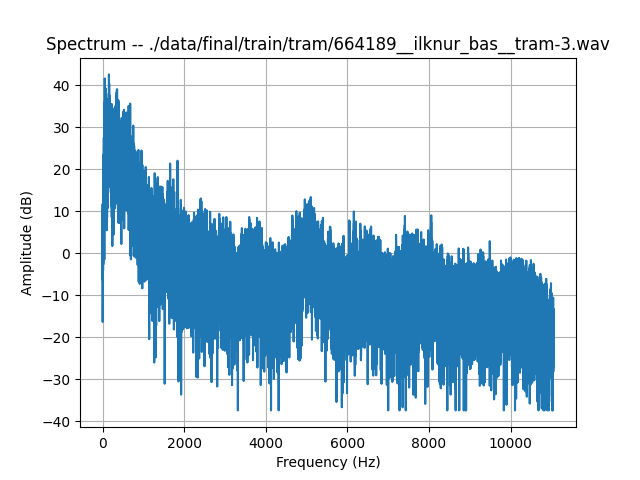 Spectrum -- ./data/final/train/tram/664189__ilknur_bas__tram-3.wav
40
30
20
10
0
−10
−20
−30
−40
Amplitude (dB)
0 2000 4000 6000 8000 10000
Frequency (Hz)